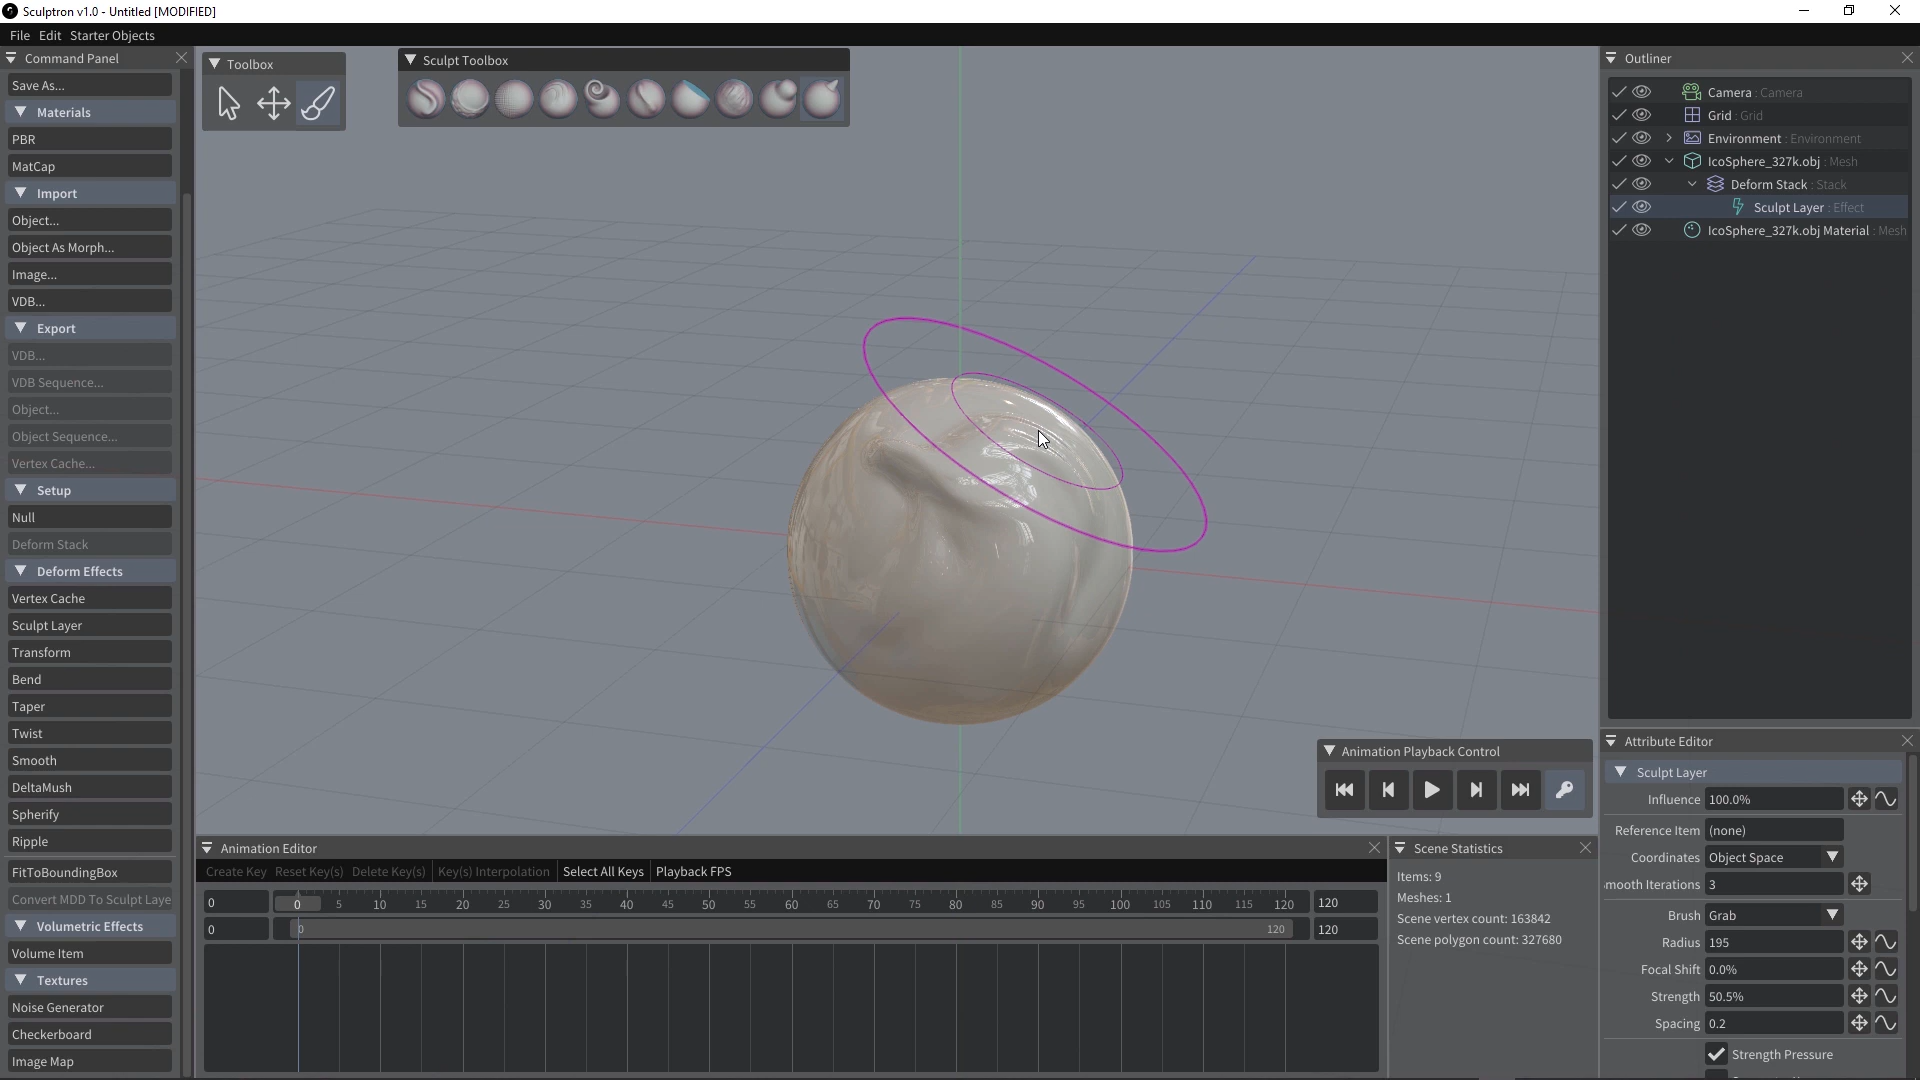 Sculptron v1.0 - Untitled [MODIFIED]
File Edit Starter Objects
Command Panel
Save As...
Materials
PBR
MatCap
Import
Object...
Object As Morph...
Image...
VDB...
Export
VDB...
VDB Sequence...
Object...
Object Sequence...
Vertex Cache...
Setup
Null
Deform Stack
Deform Effects
Vertex Cache
Sculpt Layer
Transform
Bend
Taper
Twist
Smooth
DeltaMush
Spherify
Ripple
FitToBoundingBox
Convert MDD To Sculpt Laye
Volumetric Effects
Volume Item
Textures
Noise Generator
Checkerboard
Image Map
Toolbox
Sculpt Toolbox
Animation Playback Control
Animation Editor
Create Key Reset Key(s) Delete Key(s) Key(s) Interpolation Select All Keys Playback FPS
0 0 5 10 15 20 25 30 35 40 45 50 55 60 65 70 75 80 85 90 95 100 105 110 115 120 120
0 0 120 120
Scene Statistics
Items: 9
Meshes: 1
Scene vertex count: 163842
Scene polygon count: 327680
Outliner
Camera : Camera
Grid : Grid
Environment : Environment
IcoSphere_327k.obj : Mesh
Deform Stack : Stack
Sculpt Layer : Effect
IcoSphere_327k.obj Material : Mesh
Attribute Editor
Sculpt Layer
Influence 100.0%
Reference Item (none)
Coordinates Object Space
mooth Iterations 3
Brush Grab
Radius 195
Focal Shift 0.0%
Strength 50.5%
Spacing 0.2
Strength Pressure